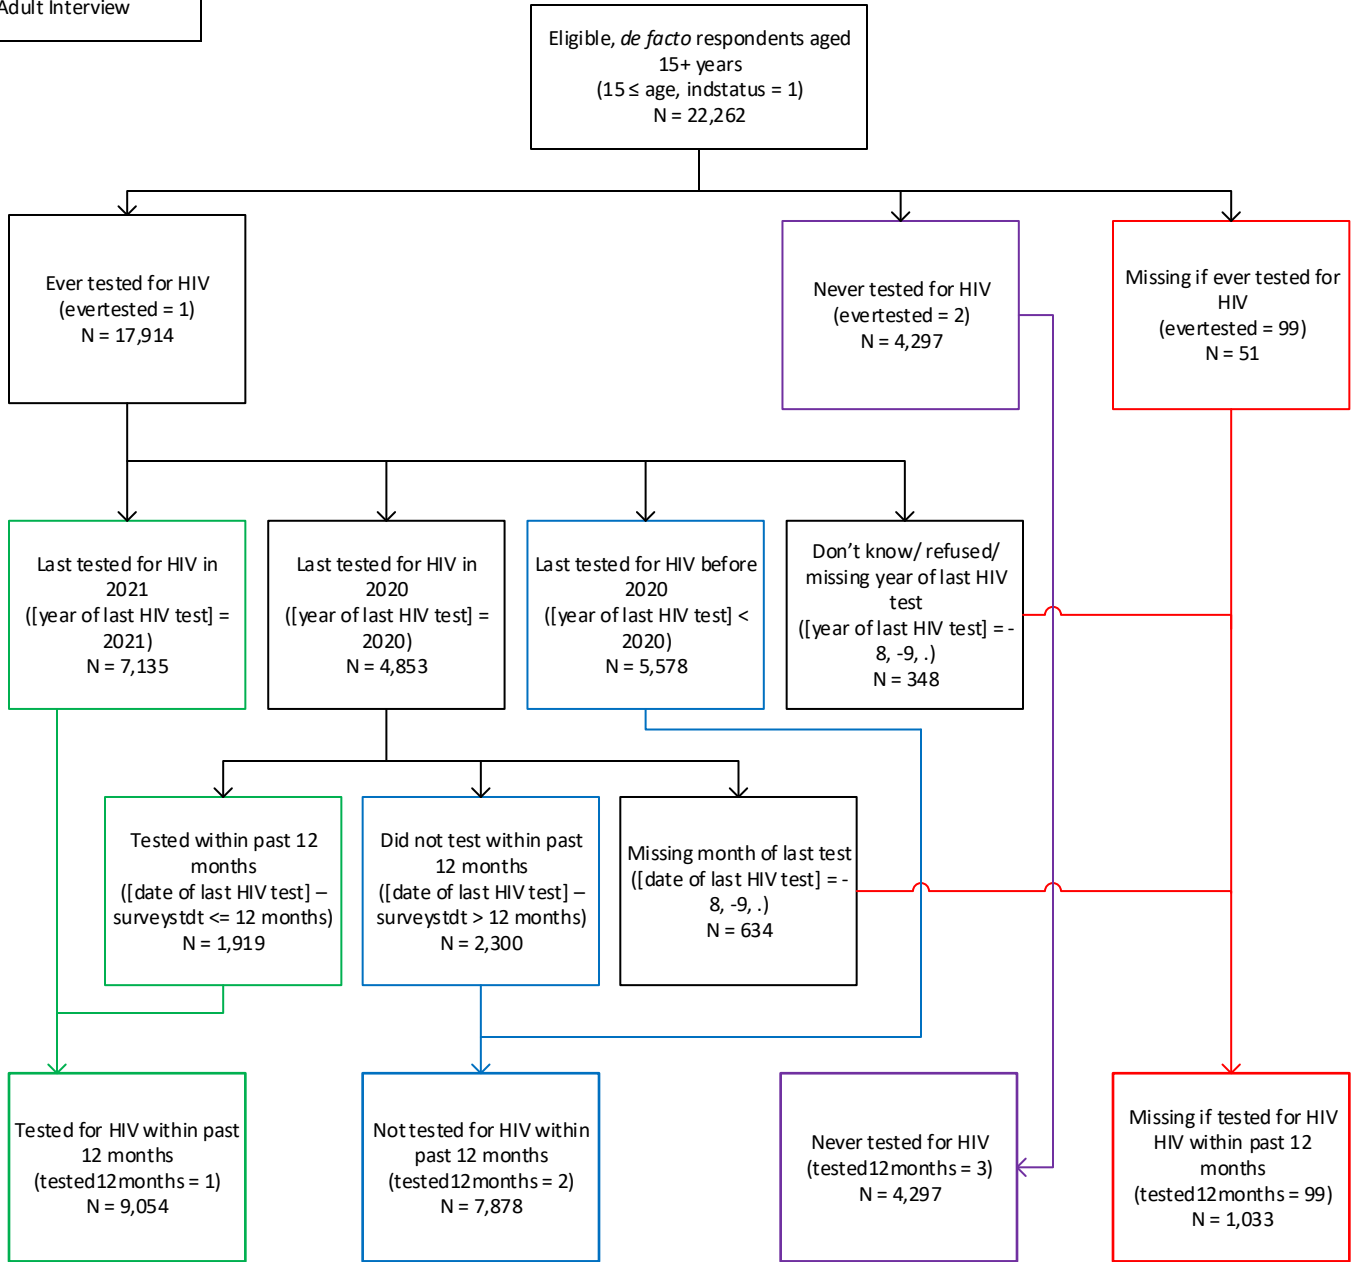 Adult Interview
Eligible, de facto respondents aged
15+ years
(15 ≤ age, indstatus = 1)
N = 22,262
Ever tested for HIV
(evertested = 1)
N = 17,914
Never tested for HIV
(evertested = 2)
N = 4,297
Missing if ever tested for
HIV
(evertested = 99)
N = 51
Last tested for HIV in
2021
([year of last HIV test] =
2021)
N = 7,135
Last tested for HIV in
2020
([year of last HIV test] =
2020)
N = 4,853
Last tested for HIV before
2020
([year of last HIV test] <
2020)
N = 5,578
Don’t know/ refused/
missing year of last HIV
test
([year of last HIV test] = -
8, -9, .)
N = 348
Tested within past 12
months
([date of last HIV test] –
surveystdt <= 12 months)
N = 1,919
Did not test within past
12 months
([date of last HIV test] –
surveystdt > 12 months)
N = 2,300
Missing month of last test
([date of last HIV test] = -
8, -9, .)
N = 634
Tested for HIV within past
12 months
(tested12months = 1)
N = 9,054
Not tested for HIV within
past 12 months
(tested12months = 2)
N = 7,878
Never tested for HIV
(tested12months = 3)
N = 4,297
Missing if tested for HIV
HIV within past 12
months
(tested12months = 99)
N = 1,033